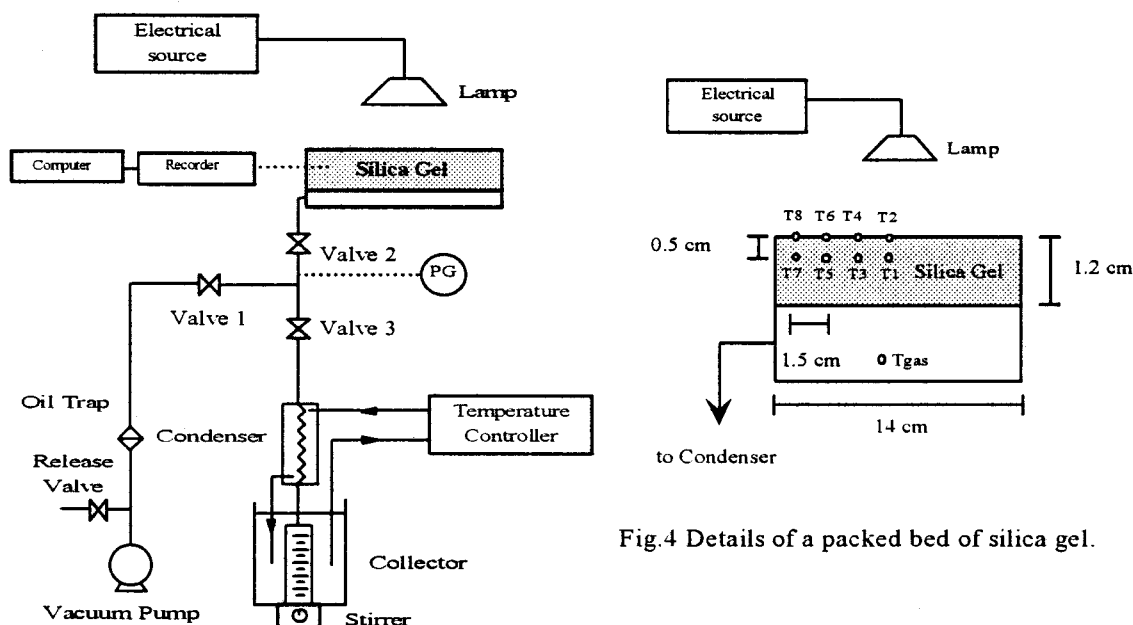 Electrical
source
Lamp
Computer
Recorder
Silica Gel
Valve 2
PG
Valve 1
Valve 3
Oil Trap
Condenser
Temperature
Controller
Release
Valve
Collector
Vacuum Pump
Stirrer
Electrical
source
Lamp
T8 T6 T4 T2
0.5 cm
T7 T5 T3 T1 Silica Gel
1.2 cm
1.5 cm
Tgas
14 cm
to Condenser
Fig.4 Details of a packed bed of silica gel.